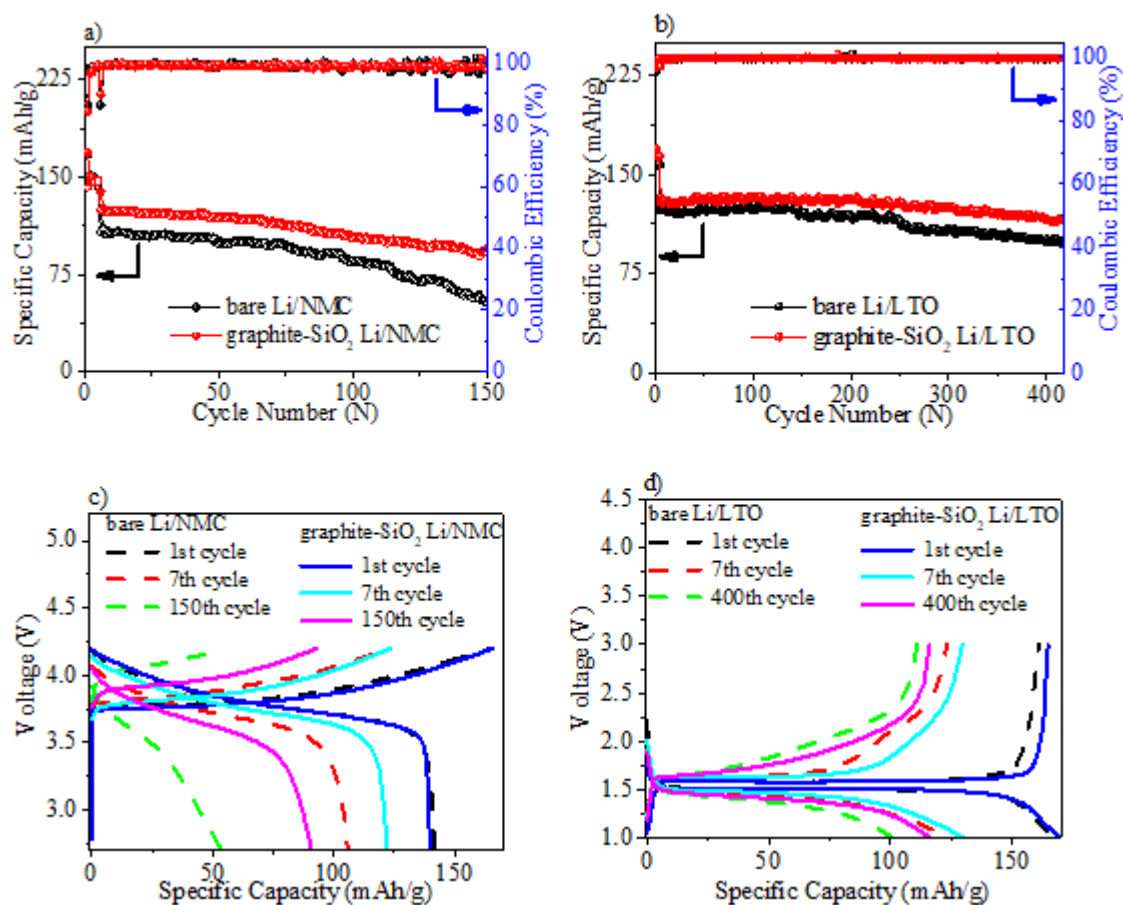 a)
225
150
75
0
Specific Capacity (mAh/g)
0
50
100
150
Cycle Number (N)
100
80
60
40
20
0
Coulombic Efficiency (%)
bare Li/NMC
graphite-SiO₂ Li/NMC
b)
225
150
75
0
Specific Capacity (mAh/g)
0
100
200
300
400
Cycle Number (N)
100
80
60
40
20
0
Coulombic Efficiency (%)
bare Li/LTO
graphite-SiO₂ Li/LTO
c)
bare Li/NMC
1st cycle
7th cycle
150th cycle
graphite-SiO₂ Li/NMC
1st cycle
7th cycle
150th cycle
5.0
4.5
4.0
3.5
3.0
Voltage (V)
0
50
100
150
Specific Capacity (mAh/g)
d)
bare Li/LTO
1st cycle
7th cycle
400th cycle
graphite-SiO₂ Li/LTO
1st cycle
7th cycle
400th cycle
4.5
4.0
3.5
3.0
2.5
2.0
1.5
1.0
Voltage (V)
0
50
100
150
Specific Capacity (mAh/g)